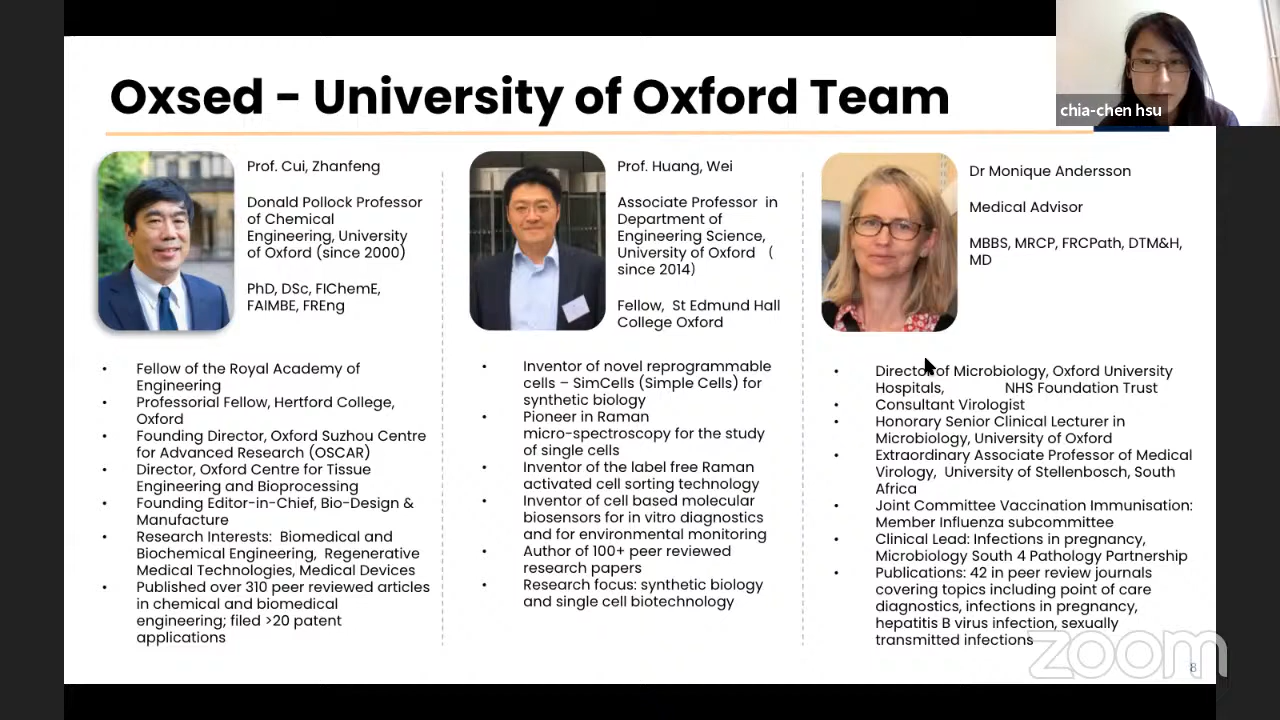 Oxsed - University of Oxford Team
chia-chen hsu
Prof. Cui, Zhanfeng
Donald Pollock Professor
of Chemical
Engineering, University
of Oxford (since 2000)
PhD, DSc, FIChemE,
FAIMBE, FREng
• Fellow of the Royal Academy of
Engineering
• Professorial Fellow, Hertford College,
Oxford
• Founding Director, Oxford Suzhou Centre
for Advanced Research (OSCAR)
• Director, Oxford Centre for Tissue
Engineering and Bioprocessing
• Founding Editor-in-Chief, Bio-Design &
Manufacture
• Research Interests: Biomedical and
Biochemical Engineering, Regenerative
Medical Technologies, Medical Devices
• Published over 310 peer reviewed articles
in chemical and biomedical
engineering; filed >20 patent
applications
Prof. Huang, Wei
Associate Professor in
Department of
Engineering Science,
University of Oxford (
since 2014)
Fellow, St Edmund Hall
College Oxford
• Inventor of novel reprogrammable
cells – SimCells (Simple Cells) for
synthetic biology
• Pioneer in Raman
micro-spectroscopy for the study
of single cells
• Inventor of the label free Raman
activated cell sorting technology
• Inventor of cell based molecular
biosensors for in vitro diagnostics
and for environmental monitoring
• Author of 100+ peer reviewed
research papers
• Research focus: synthetic biology
and single cell biotechnology
Dr Monique Andersson
Medical Advisor
MBBS, MRCP, FRCPath, DTM&H,
MD
• Director of Microbiology, Oxford University
Hospitals, NHS Foundation Trust
• Consultant Virologist
• Honorary Senior Clinical Lecturer in
Microbiology, University of Oxford
• Extraordinary Associate Professor of Medical
Virology, University of Stellenbosch, South
Africa
• Joint Committee Vaccination Immunisation:
Member Influenza subcommittee
• Clinical Lead: Infections in pregnancy,
Microbiology South 4 Pathology Partnership
• Publications: 42 in peer review journals
covering topics including point of care
diagnostics, infections in pregnancy,
hepatitis B virus infection, sexually
transmitted infections
zoom
8